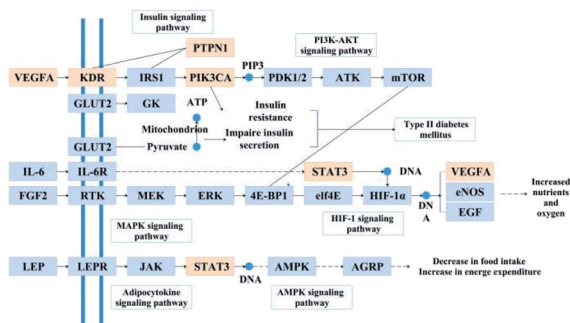 Insulin signaling
pathway
PTPN1
PI3K-AKT
signaling pathway
PIP3
VEGFA KDR IRS1 PIK3CA PDK1/2 ATK mTOR
GLUT2 GK ATP
Insulin
resistance
Mitochondrion
Impaire insulin
secretion
Type II diabetes
mellitus
GLUT2 Pyruvate
IL-6 IL-6R STAT3 DNA VEGFA
FGF2 RTK MEK ERK 4E-BP1 elf4E HIF-1α DN
A
eNOS
EGF
Increased
nutrients
and
oxygen
MAPK signaling
pathway
HIF-1 signaling
pathway
LEP LEPR JAK STAT3 DNA AMPK AGRP
Decrease in food intake
Increase in energy expenditure
Adipocytokine
signaling pathway
AMPK signaling
pathway